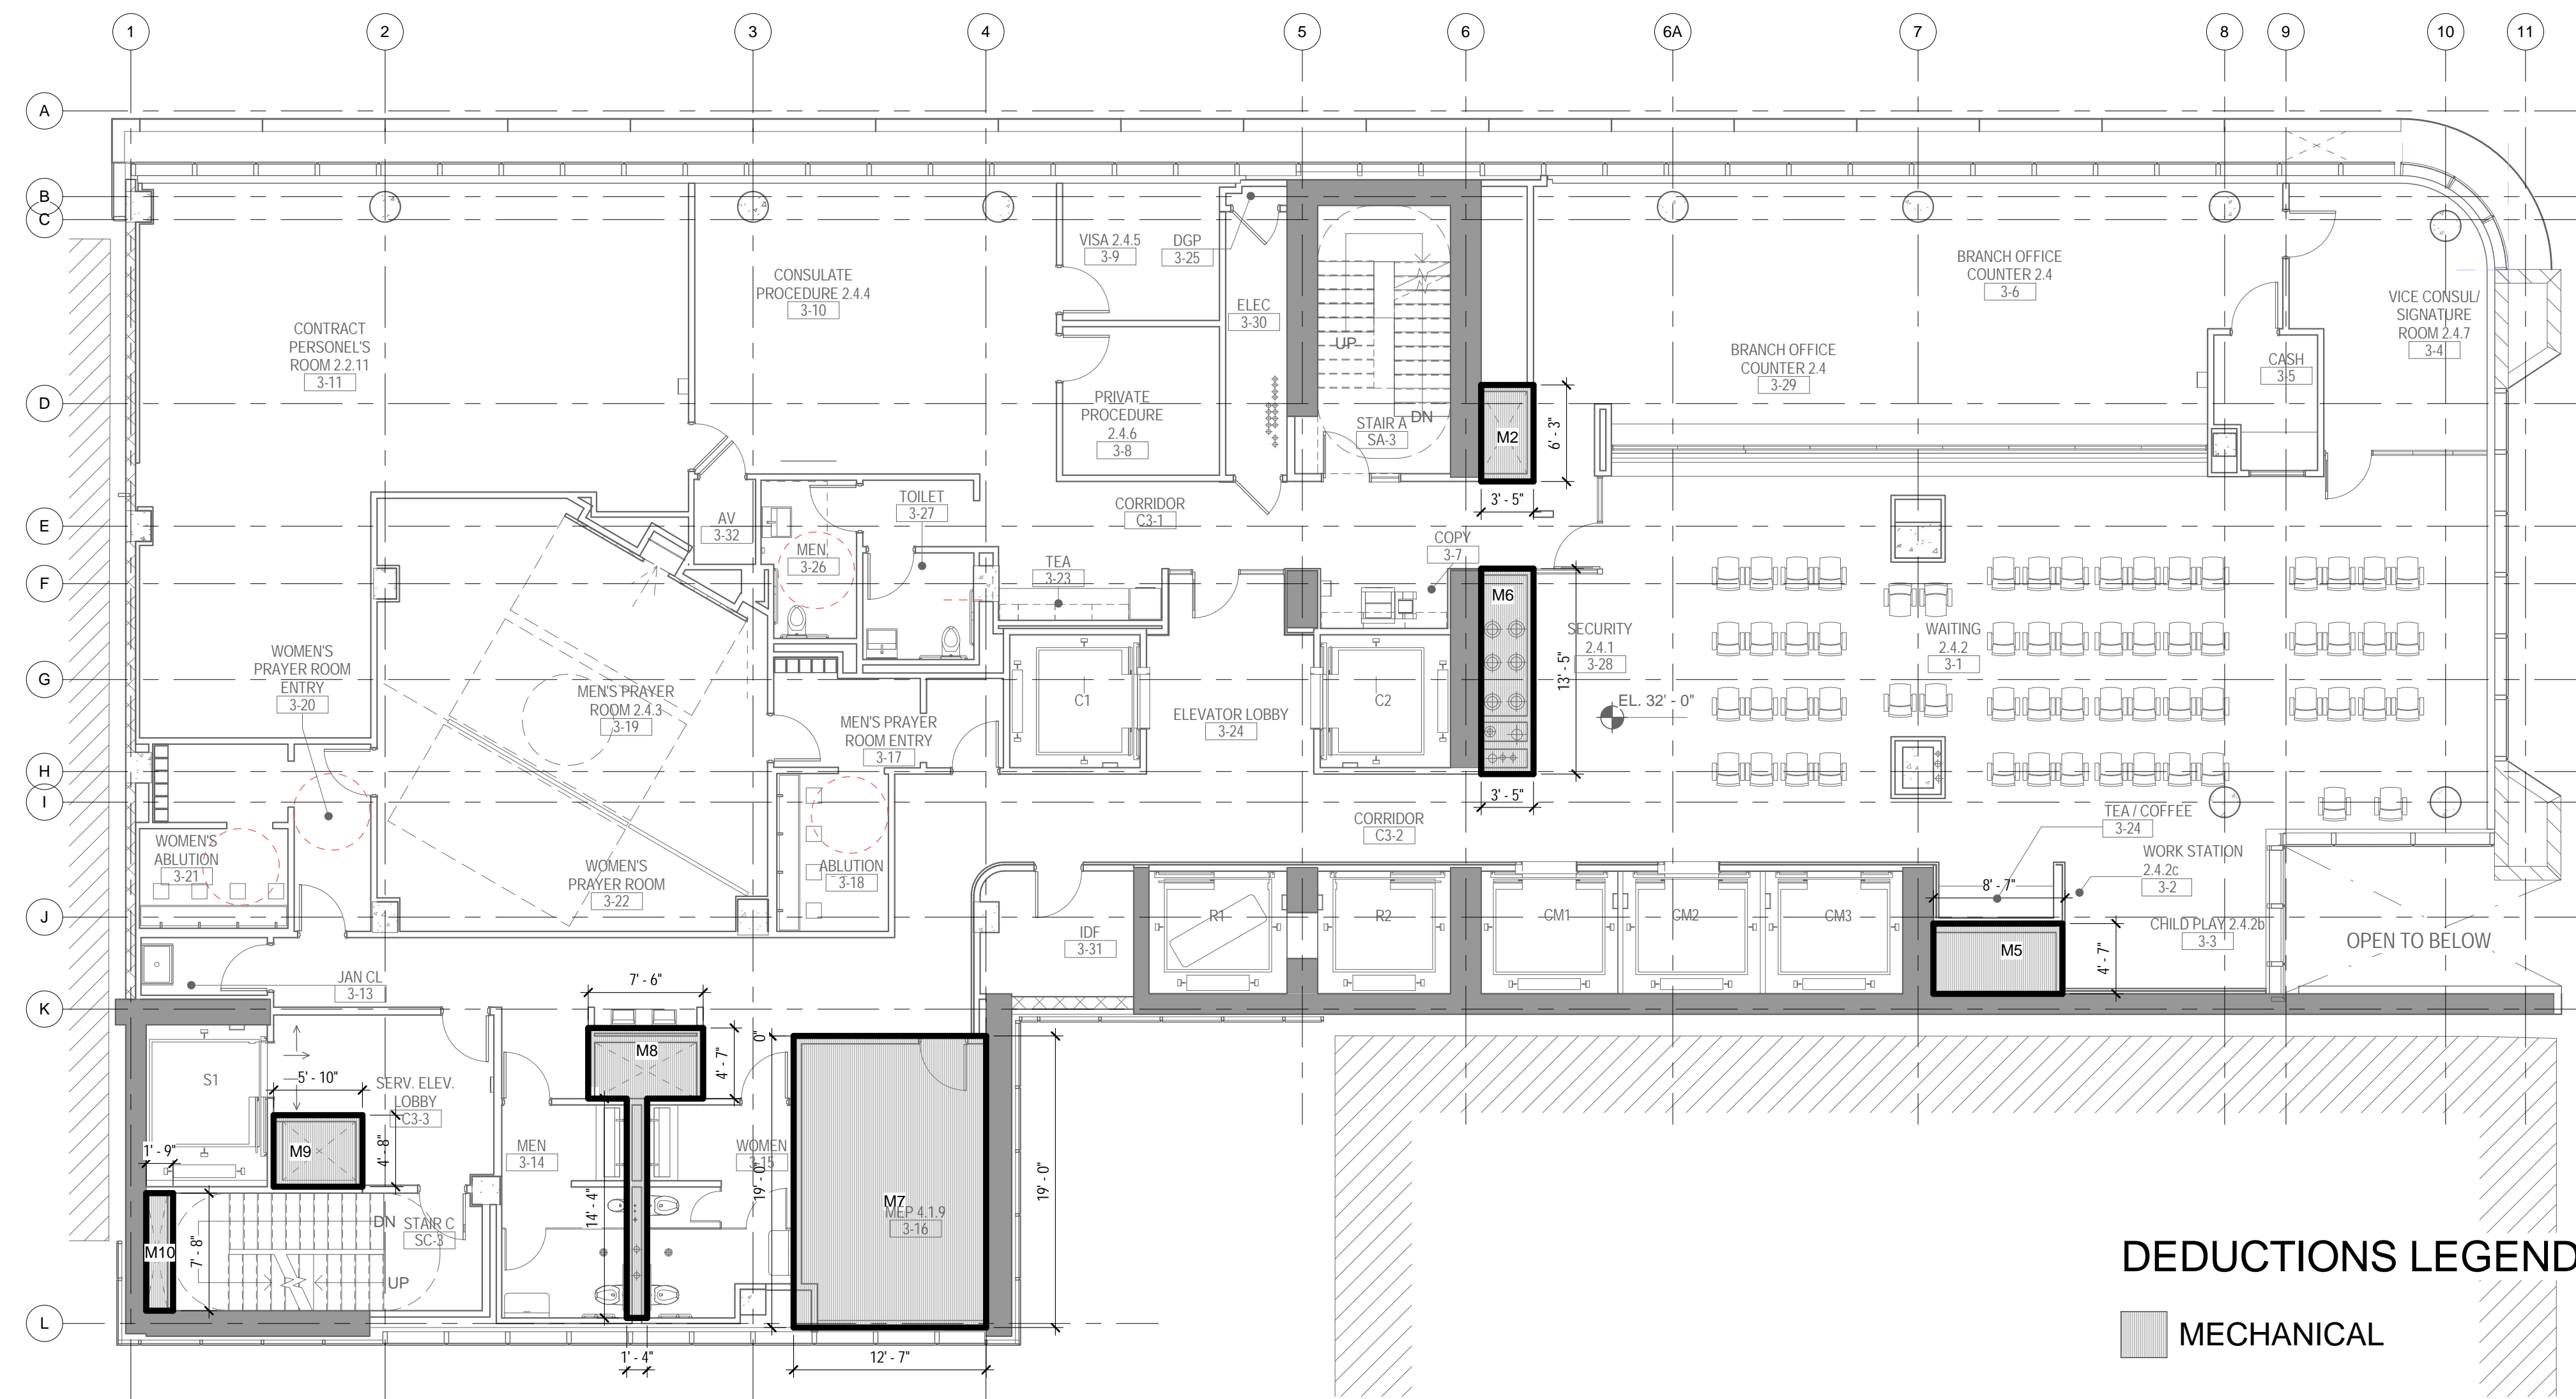 1
2
3
4
5
6
6A
7
8
9
10
11
A
B
C
D
E
F
G
H
I
J
K
L
CONTRACT
PERSONEL'S
ROOM 2.2.11
3-11
CONSULATE
PROCEDURE 2.4.4
3-10
VISA 2.4.5
3-9
DGP
3-25
ELEC
3-30
PRIVATE
PROCEDURE
2.4.6
3-8
UP
DN
STAIR A
SA-3
M2
6' - 3"
3' - 5"
BRANCH OFFICE
COUNTER 2.4
3-6
BRANCH OFFICE
COUNTER 2.4
3-29
VICE CONSUL/
SIGNATURE
ROOM 2.4.7
3-4
CASH
3-5
AV
3-32
TOILET
3-27
MEN
3-26
CORRIDOR
C3-1
TEA
3-23
COPY
3-7
M6
13' - 5"
3' - 5"
SECURITY
2.4.1
3-28
EL. 32' - 0"
WAITING
2.4.2
3-1
WOMEN'S
PRAYER ROOM
ENTRY
3-20
MEN'S PRAYER
ROOM 2.4.3
3-19
MEN'S PRAYER
ROOM ENTRY
3-17
C1
ELEVATOR LOBBY
3-24
C2
WOMEN'S
ABLUTION
3-21
WOMEN'S
PRAYER ROOM
3-22
ABLUTION
3-18
CORRIDOR
C3-2
TEA / COFFEE
3-24
WORK STATION
2.4.2c
3-2
8' - 7"
CHILD PLAY 2.4.2b
3-3
M5
4' - 7"
OPEN TO BELOW
IDF
3-31
R1
R2
CM1
CM2
CM3
JAN CL
3-13
7' - 6"
M8
4' - 7"
0"
S1
5' - 10"
SERV. ELEV.
LOBBY
C3-3
M9
4' - 8"
1' - 9"
MEN
3-14
WOMEN
3-15
14' - 4"
19' - 0"
M7
MEP 4.1.9
3-16
19' - 0"
M10
7' - 8"
DN
STAIR C
SC-3
UP
1' - 4"
12' - 7"
DEDUCTIONS LEGEND
MECHANICAL